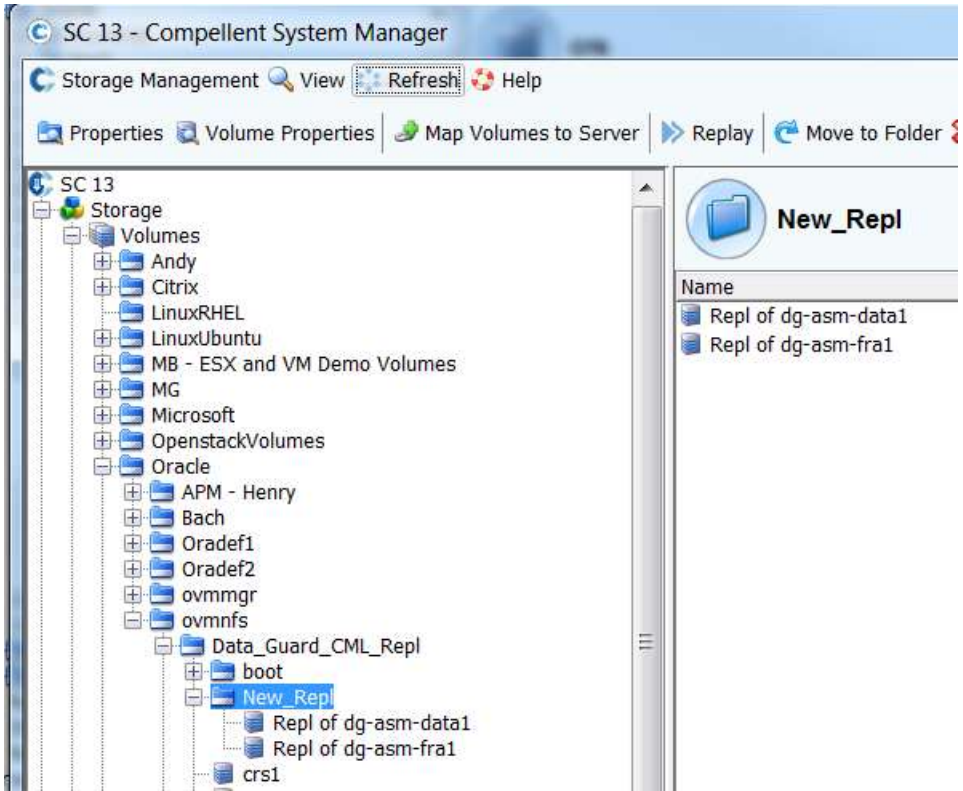 SC 13 - Compellent System Manager
Storage Management View Refresh Help
Properties Volume Properties Map Volumes to Server Replay Move to Folder
SC 13
Storage
Volumes
Andy
Citrix
LinuxRHEL
LinuxUbuntu
MB - ESX and VM Demo Volumes
MG
Microsoft
OpenstackVolumes
Oracle
APM - Henry
Bach
Oradef1
Oradef2
ovmmgr
ovmnfs
Data_Guard_CML_Repl
boot
New_Repl
Repl of dg-asm-data1
Repl of dg-asm-fra1
crs1
New_Repl
Name
Repl of dg-asm-data1
Repl of dg-asm-fra1